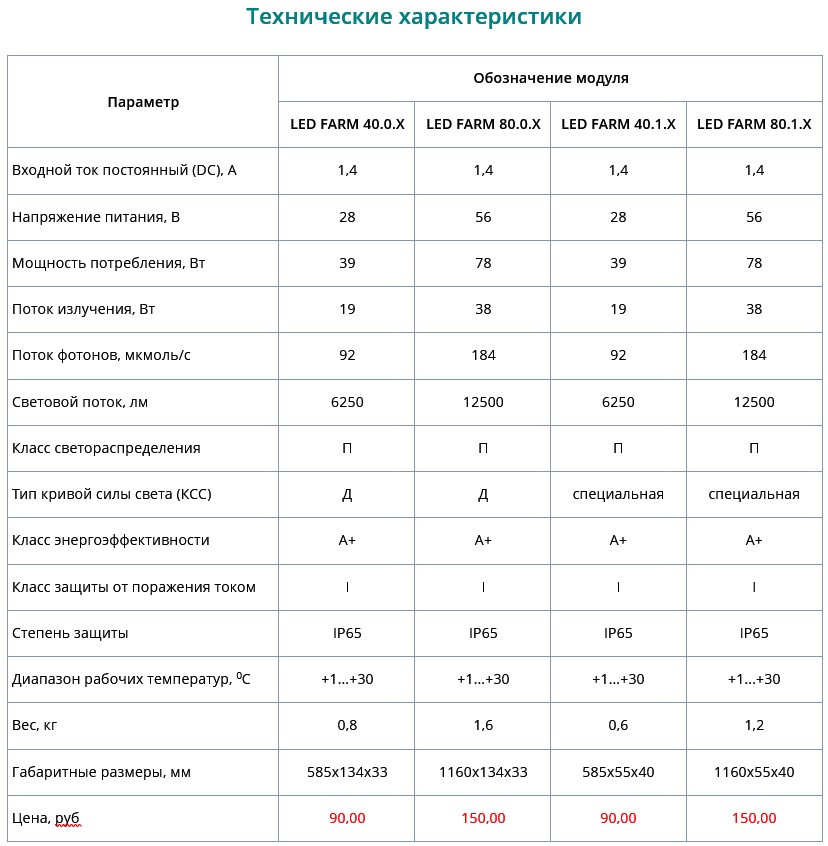 Технические характеристики
Параметр
Обозначение модуля
LED FARM 40.0.X LED FARM 80.0.X LED FARM 40.1.X LED FARM 80.1.X
Входной ток постоянный (DC), А 1,4 1,4 1,4 1,4
Напряжение питания, В 28 56 28 56
Мощность потребления, Вт 39 78 39 78
Поток излучения, Вт 19 38 19 38
Поток фотонов, мкмоль/с 92 184 92 184
Световой поток, лм 6250 12500 6250 12500
Класс светораспределения П П П П
Тип кривой силы света (КСС) Д Д специальная специальная
Класс энергоэффективности А+ А+ А+ А+
Класс защиты от поражения током I I I I
Степень защиты IP65 IP65 IP65 IP65
Диапазон рабочих температур, ⁰С +1...+30 +1...+30 +1...+30 +1...+30
Вес, кг 0,8 1,6 0,6 1,2
Габаритные размеры, мм 585x134x33 1160x134x33 585x55x40 1160x55x40
Цена, руб 90,00 150,00 90,00 150,00